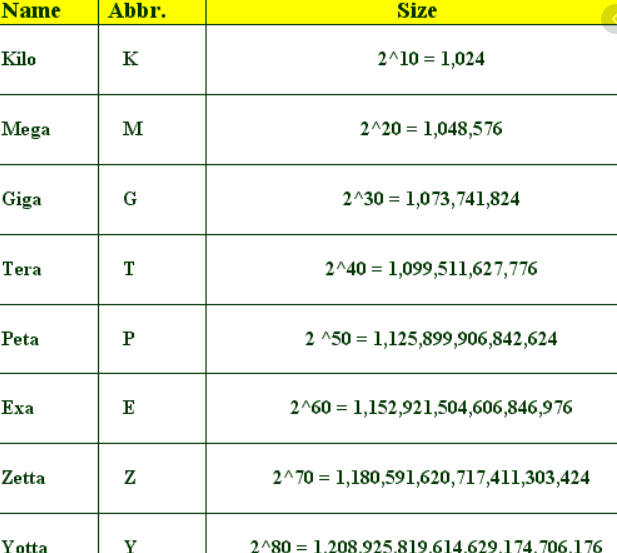 Name Abbr. Size
Kilo K 2^10 = 1,024
Mega M 2^20 = 1,048,576
Giga G 2^30 = 1,073,741,824
Tera T 2^40 = 1,099,511,627,776
Peta P 2 ^50 = 1,125,899,906,842,624
Exa E 2^60 = 1,152,921,504,606,846,976
Zetta Z 2^70 = 1,180,591,620,717,411,303,424
Yotta Y 2^80 = 1,208,925,819,614,629,174,706,176